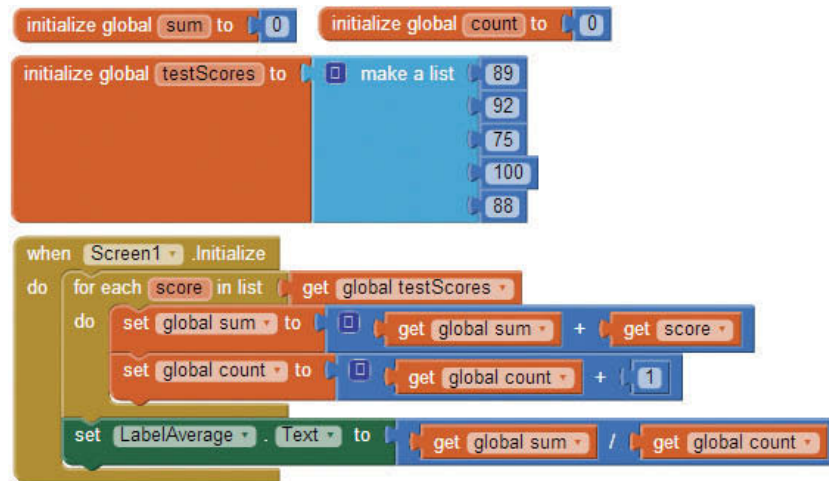 initialize global sum to 0 initialize global count to 0
initialize global testScores to make a list 89
92
75
100
88
when Screen1 .Initialize
do for each score in list get global testScores
do set global sum to get global sum + get score
set global count to get global count + 1
set LabelAverage . Text to get global sum / get global count